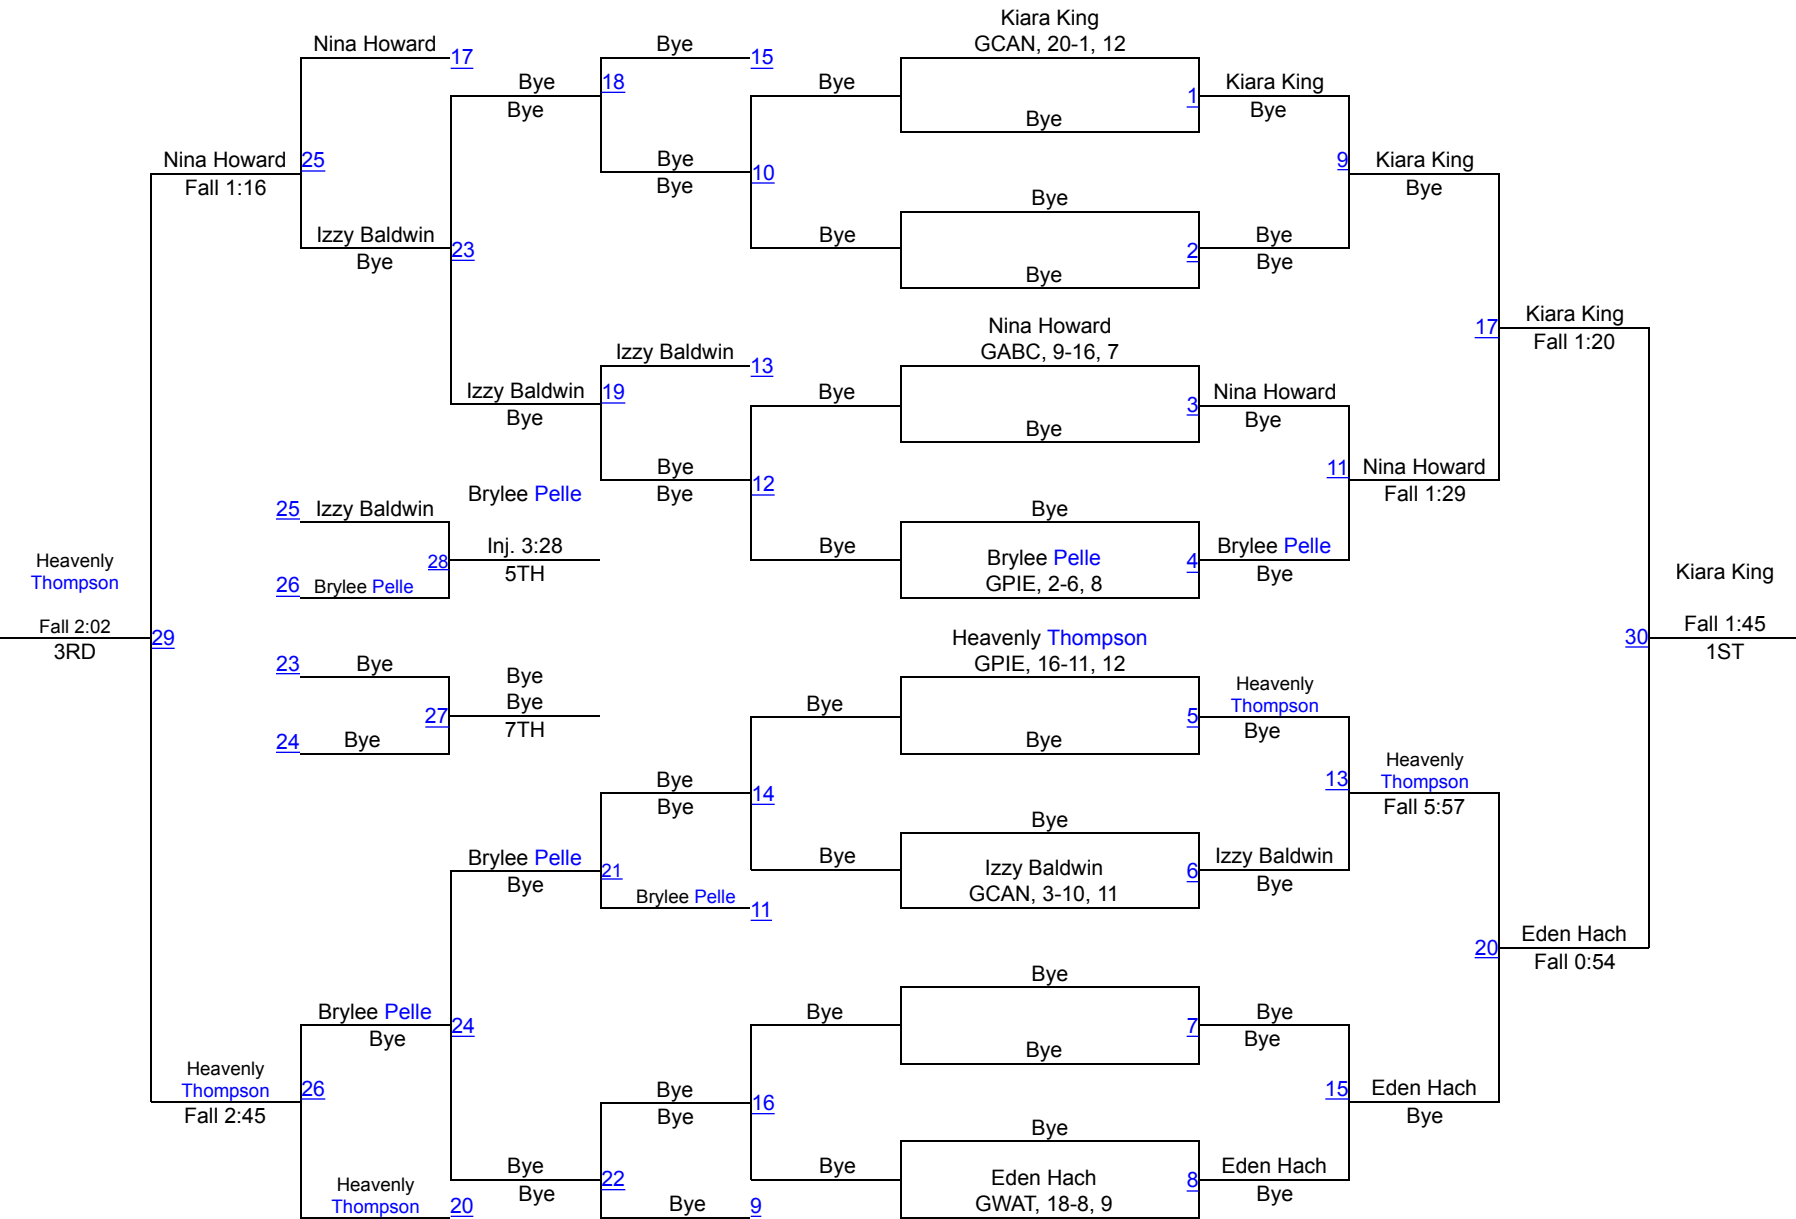 Kiara King
GCAN, 20-1, 12
Nina Howard
17
Bye
15
Bye
18
Bye
Bye
1
Kiara King
Bye
Bye
Bye
Nina Howard
25
Fall 1:16
Bye
10
Bye
9
Kiara King
Bye
Bye
Izzy Baldwin
23
Bye
Bye
2
Bye
Bye
Bye
17
Kiara King
Fall 1:20
Nina Howard
GABC, 9-16, 7
Izzy Baldwin
13
Izzy Baldwin
19
Bye
Bye
3
Nina Howard
Bye
Bye
Bye
12
Bye
11
Nina Howard
Fall 1:29
25
Izzy Baldwin
Brylee Pelle
Bye
Inj. 3:28
28
5TH
26
Brylee Pelle
Bye
Brylee Pelle
GPIE, 2-6, 8
4
Brylee Pelle
Bye
Heavenly
Thompson
Fall 2:02
3RD
29
Kiara King
Fall 1:45
1ST
30
Heavenly Thompson
GPIE, 16-11, 12
23
Bye
Bye
Bye
27
7TH
24
Bye
Bye
5
Heavenly
Thompson
Bye
Bye
Bye
14
Bye
13
Heavenly
Thompson
Fall 5:57
Bye
Brylee Pelle
21
Bye
Brylee Pelle
11
Bye
Izzy Baldwin
GCAN, 3-10, 11
6
Izzy Baldwin
Bye
20
Eden Hach
Fall 0:54
Bye
Brylee Pelle
24
Bye
Bye
7
Bye
Bye
Bye
Heavenly
Thompson
26
Fall 2:45
Bye
16
Bye
15
Eden Hach
Bye
Bye
Bye
22
Bye
Bye
Eden Hach
GWAT, 18-8, 9
8
Eden Hach
Bye
Heavenly
Thompson
20
Bye
9